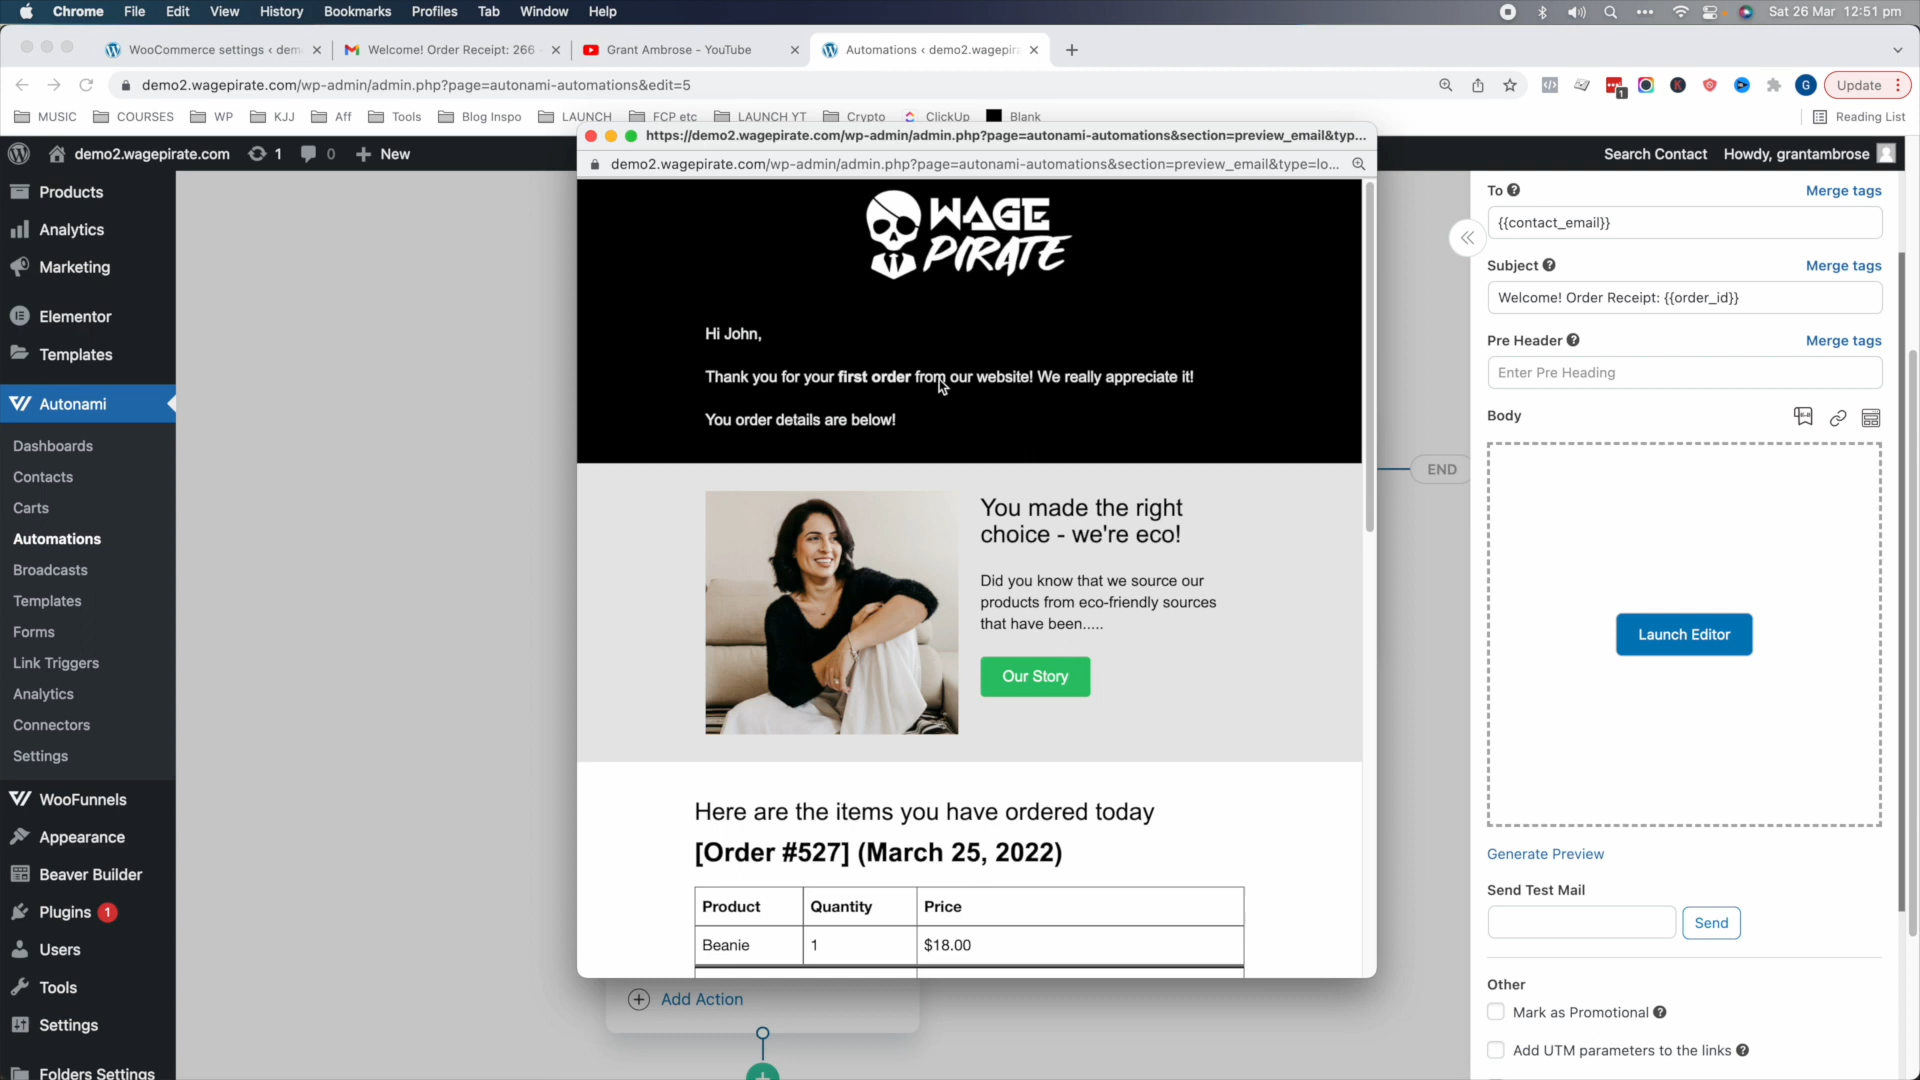 Chrome File Edit View History Bookmarks Profiles Tab Window Help
Sat 26 Mar 12:51 pm
WooCommerce settings < dem
Welcome! Order Receipt: 266
Grant Ambrose - YouTube
Automations < demo2.wagepir
demo2.wagepirate.com/wp-admin/admin.php?page=autonami-automations&edit=5
1
K
G
Update
MUSIC COURSES WP KJJ Aff Tools Blog Inspo LAUNCH FCP etc LAUNCH YT Crypto ClickUp Blank
Reading List
demo2.wagepirate.com 1 0 New
Search Contact
Howdy, grantambrose
Products
Analytics
Marketing
Elementor
Templates
Autonami
Dashboards
Contacts
Carts
Automations
Broadcasts
Templates
Forms
Link Triggers
Analytics
Connectors
Settings
WooFunnels
Appearance
Beaver Builder
Plugins 1
Users
Tools
Settings
Folders Settings
https://demo2.wagepirate.com/wp-admin/admin.php?page=autonami-automations&section=preview_email&typ...
demo2.wagepirate.com/wp-admin/admin.php?page=autonami-automations&section=preview_email&type=lo...
WAGE
PIRATE
Hi John,
Thank you for your first order from our website! We really appreciate it!
You order details are below!
You made the right
choice - we're eco!
Did you know that we source our
products from eco-friendly sources
that have been.....
Our Story
Here are the items you have ordered today
[Order #527] (March 25, 2022)
Product Quantity Price
Beanie 1 $18.00
Add Action
END
To
Merge tags
{{contact_email}}
Subject
Merge tags
Welcome! Order Receipt: {{order_id}}
Pre Header
Merge tags
Enter Pre Heading
Body
Launch Editor
Generate Preview
Send Test Mail
Send
Other
Mark as Promotional
Add UTM parameters to the links